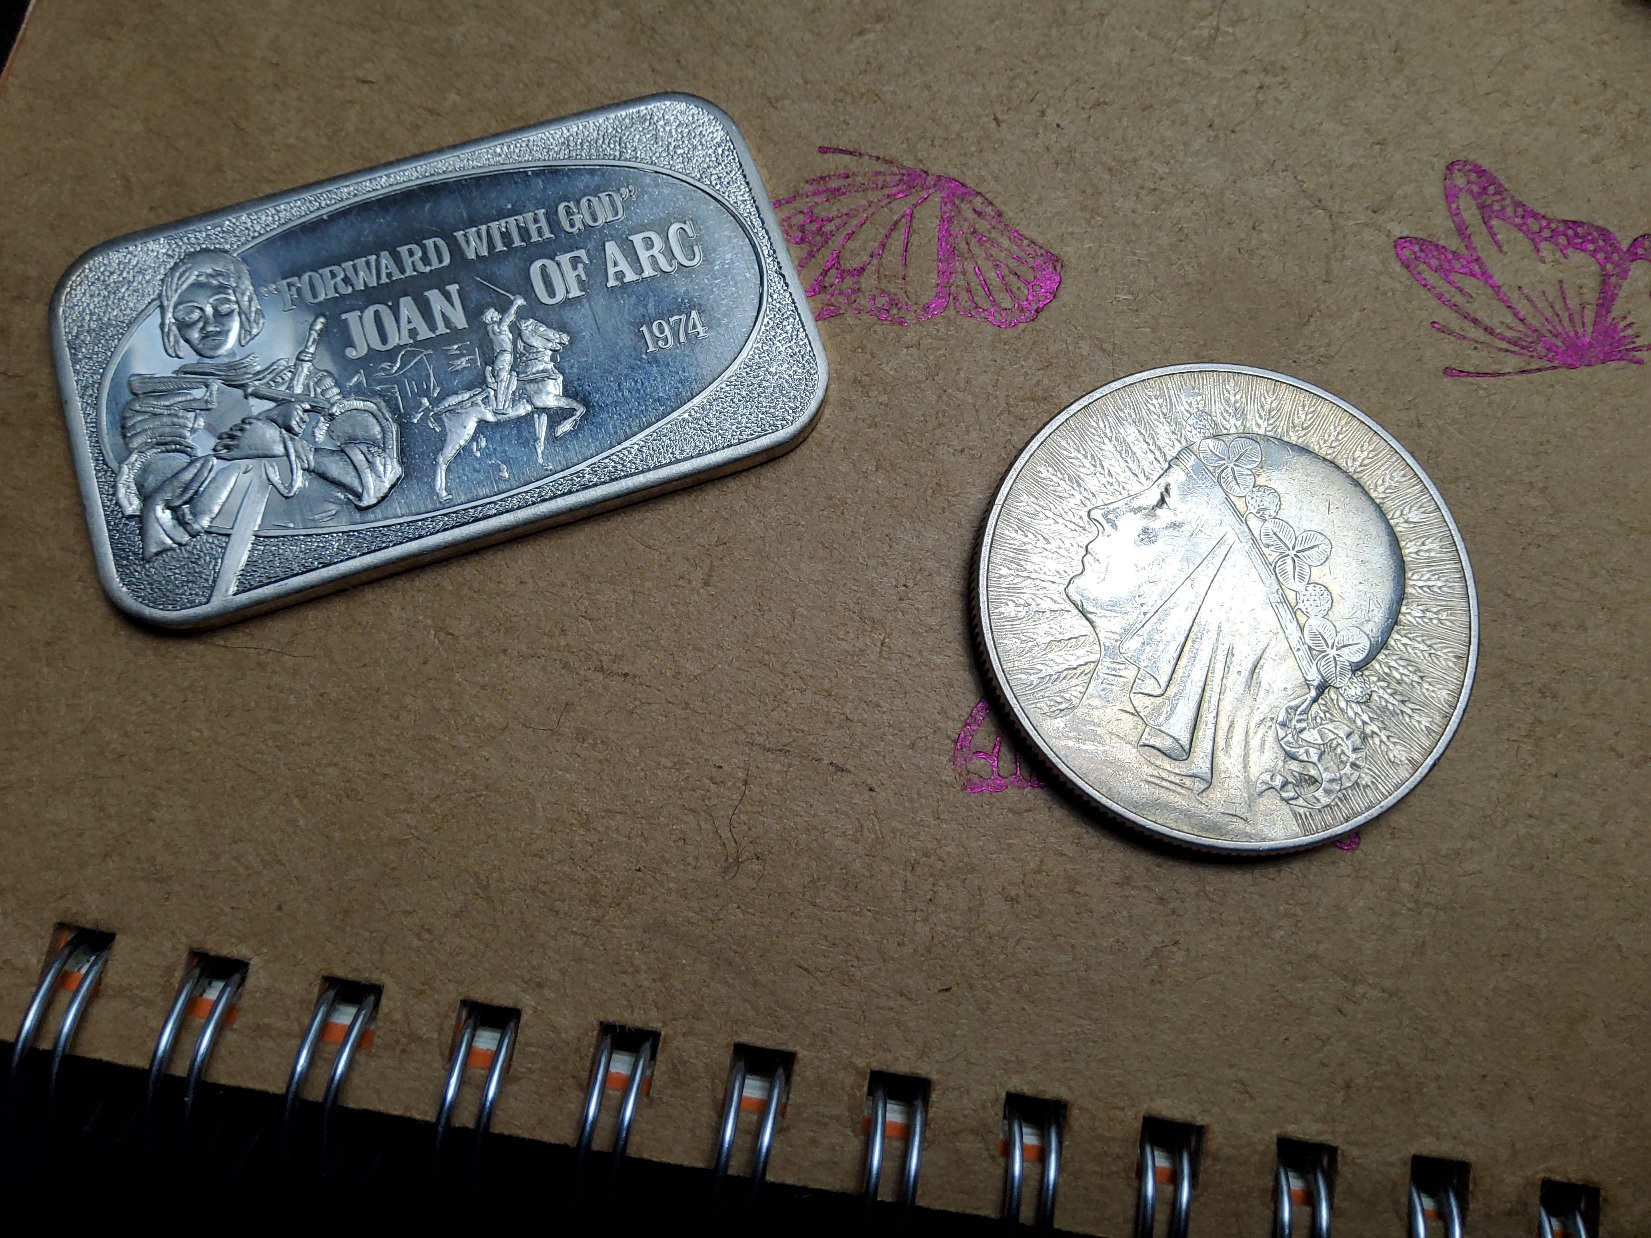 "FORWARD WITH GOD"
JOAN OF ARC
1974